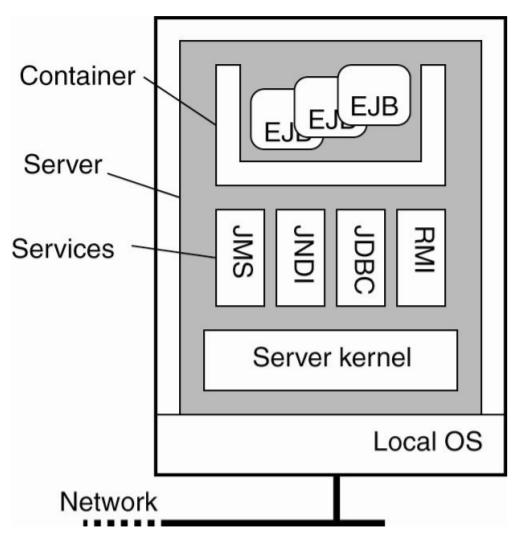 Container
EJB
EJB
EJB
Server
Services
JMS
JNDI
JDBC
RMI
Server kernel
Local OS
Network